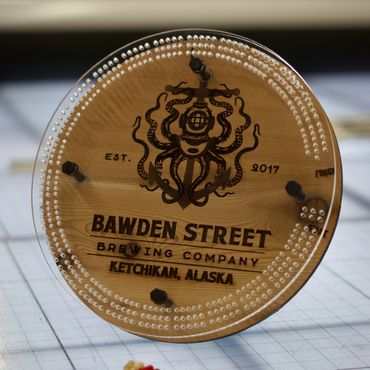 EST. 2017
BAWDEN STREET
BREWING COMPANY
KETCHIKAN, ALASKA